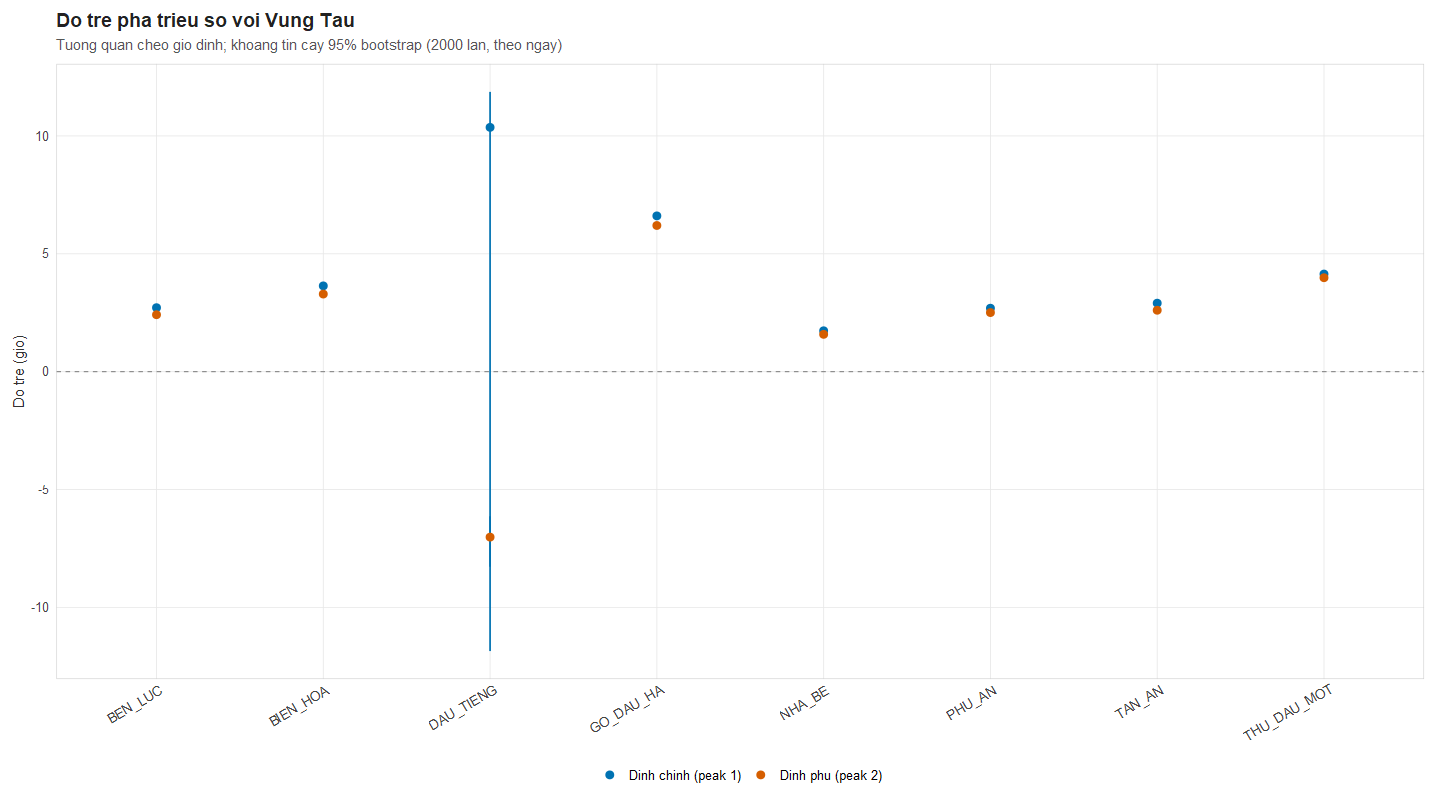 Do tre pha trieu so voi Vung Tau
Tuong quan cheo gio dinh; khoang tin cay 95% bootstrap (2000 lan, theo ngay)
Do tre (gio)
10
5
0
-5
-10
BEN_LUC
BIEN_HOA
DAU_TIENG
GO_DAU_HA
NHA_BE
PHU_AN
TAN_AN
THU_DAU_MOT
Dinh chinh (peak 1)
Dinh phu (peak 2)